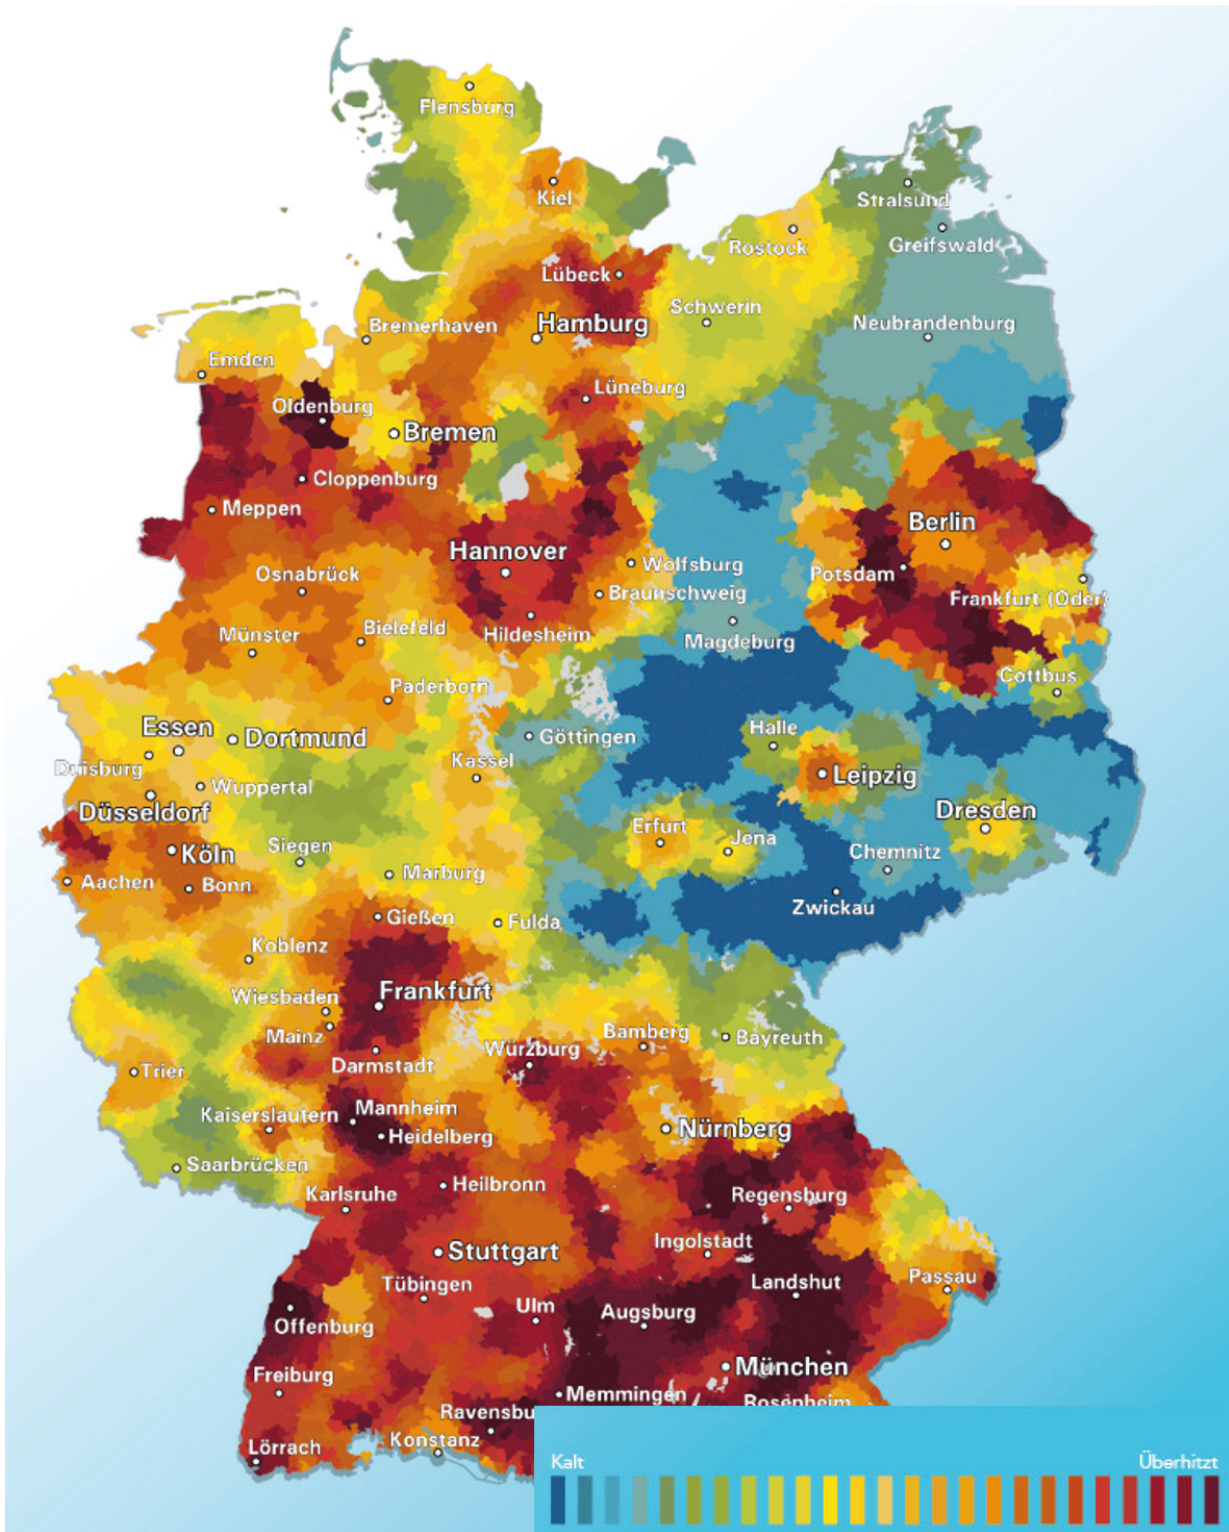 Flensburg
Kiel
Stralsund
Rostock
Greifswald
Lübeck
Schwerin
Hamburg
Bremerhaven
Neubrandenburg
Emden
Lüneburg
Oldenburg
Bremen
Cloppenburg
Meppen
Berlin
Hannover
Wolfsburg
Osnabrück
Potsdam
Braunschweig
Frankfurt (Oder)
Münster
Bielefeld
Hildesheim
Magdeburg
Cottbus
Paderborn
Essen
Dortmund
Göttingen
Halle
Kassel
Duisburg
Leipzig
Wuppertal
Düsseldorf
Dresden
Erfurt
Jena
Köln
Siegen
Chemnitz
Marburg
Aachen
Bonn
Zwickau
Gießen
Fulda
Koblenz
Frankfurt
Wiesbaden
Mainz
Bamberg
Bayreuth
Würzburg
Darmstadt
Trier
Mannheim
Kaiserslautern
Nürnberg
Heidelberg
Saarbrücken
Heilbronn
Karlsruhe
Regensburg
Ingolstadt
Stuttgart
Passau
Tübingen
Landshut
Ulm
Augsburg
Offenburg
München
Freiburg
Memmingen
Rosenheim
Ravensbu
Konstanz
Lörrach
Kalt
Überhitzt